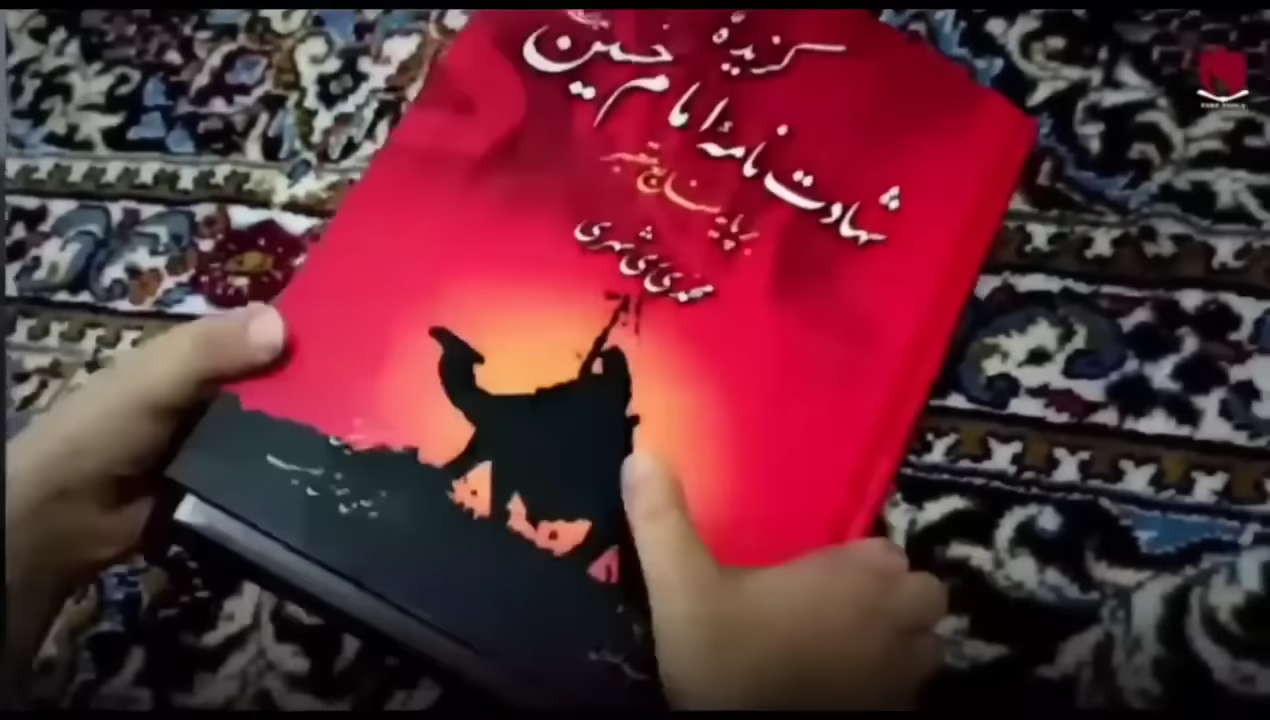 گزیدهٔ
شهادت نامهٔ امام حسین
بر پایه منابع معتبر
محمدی ری شهری